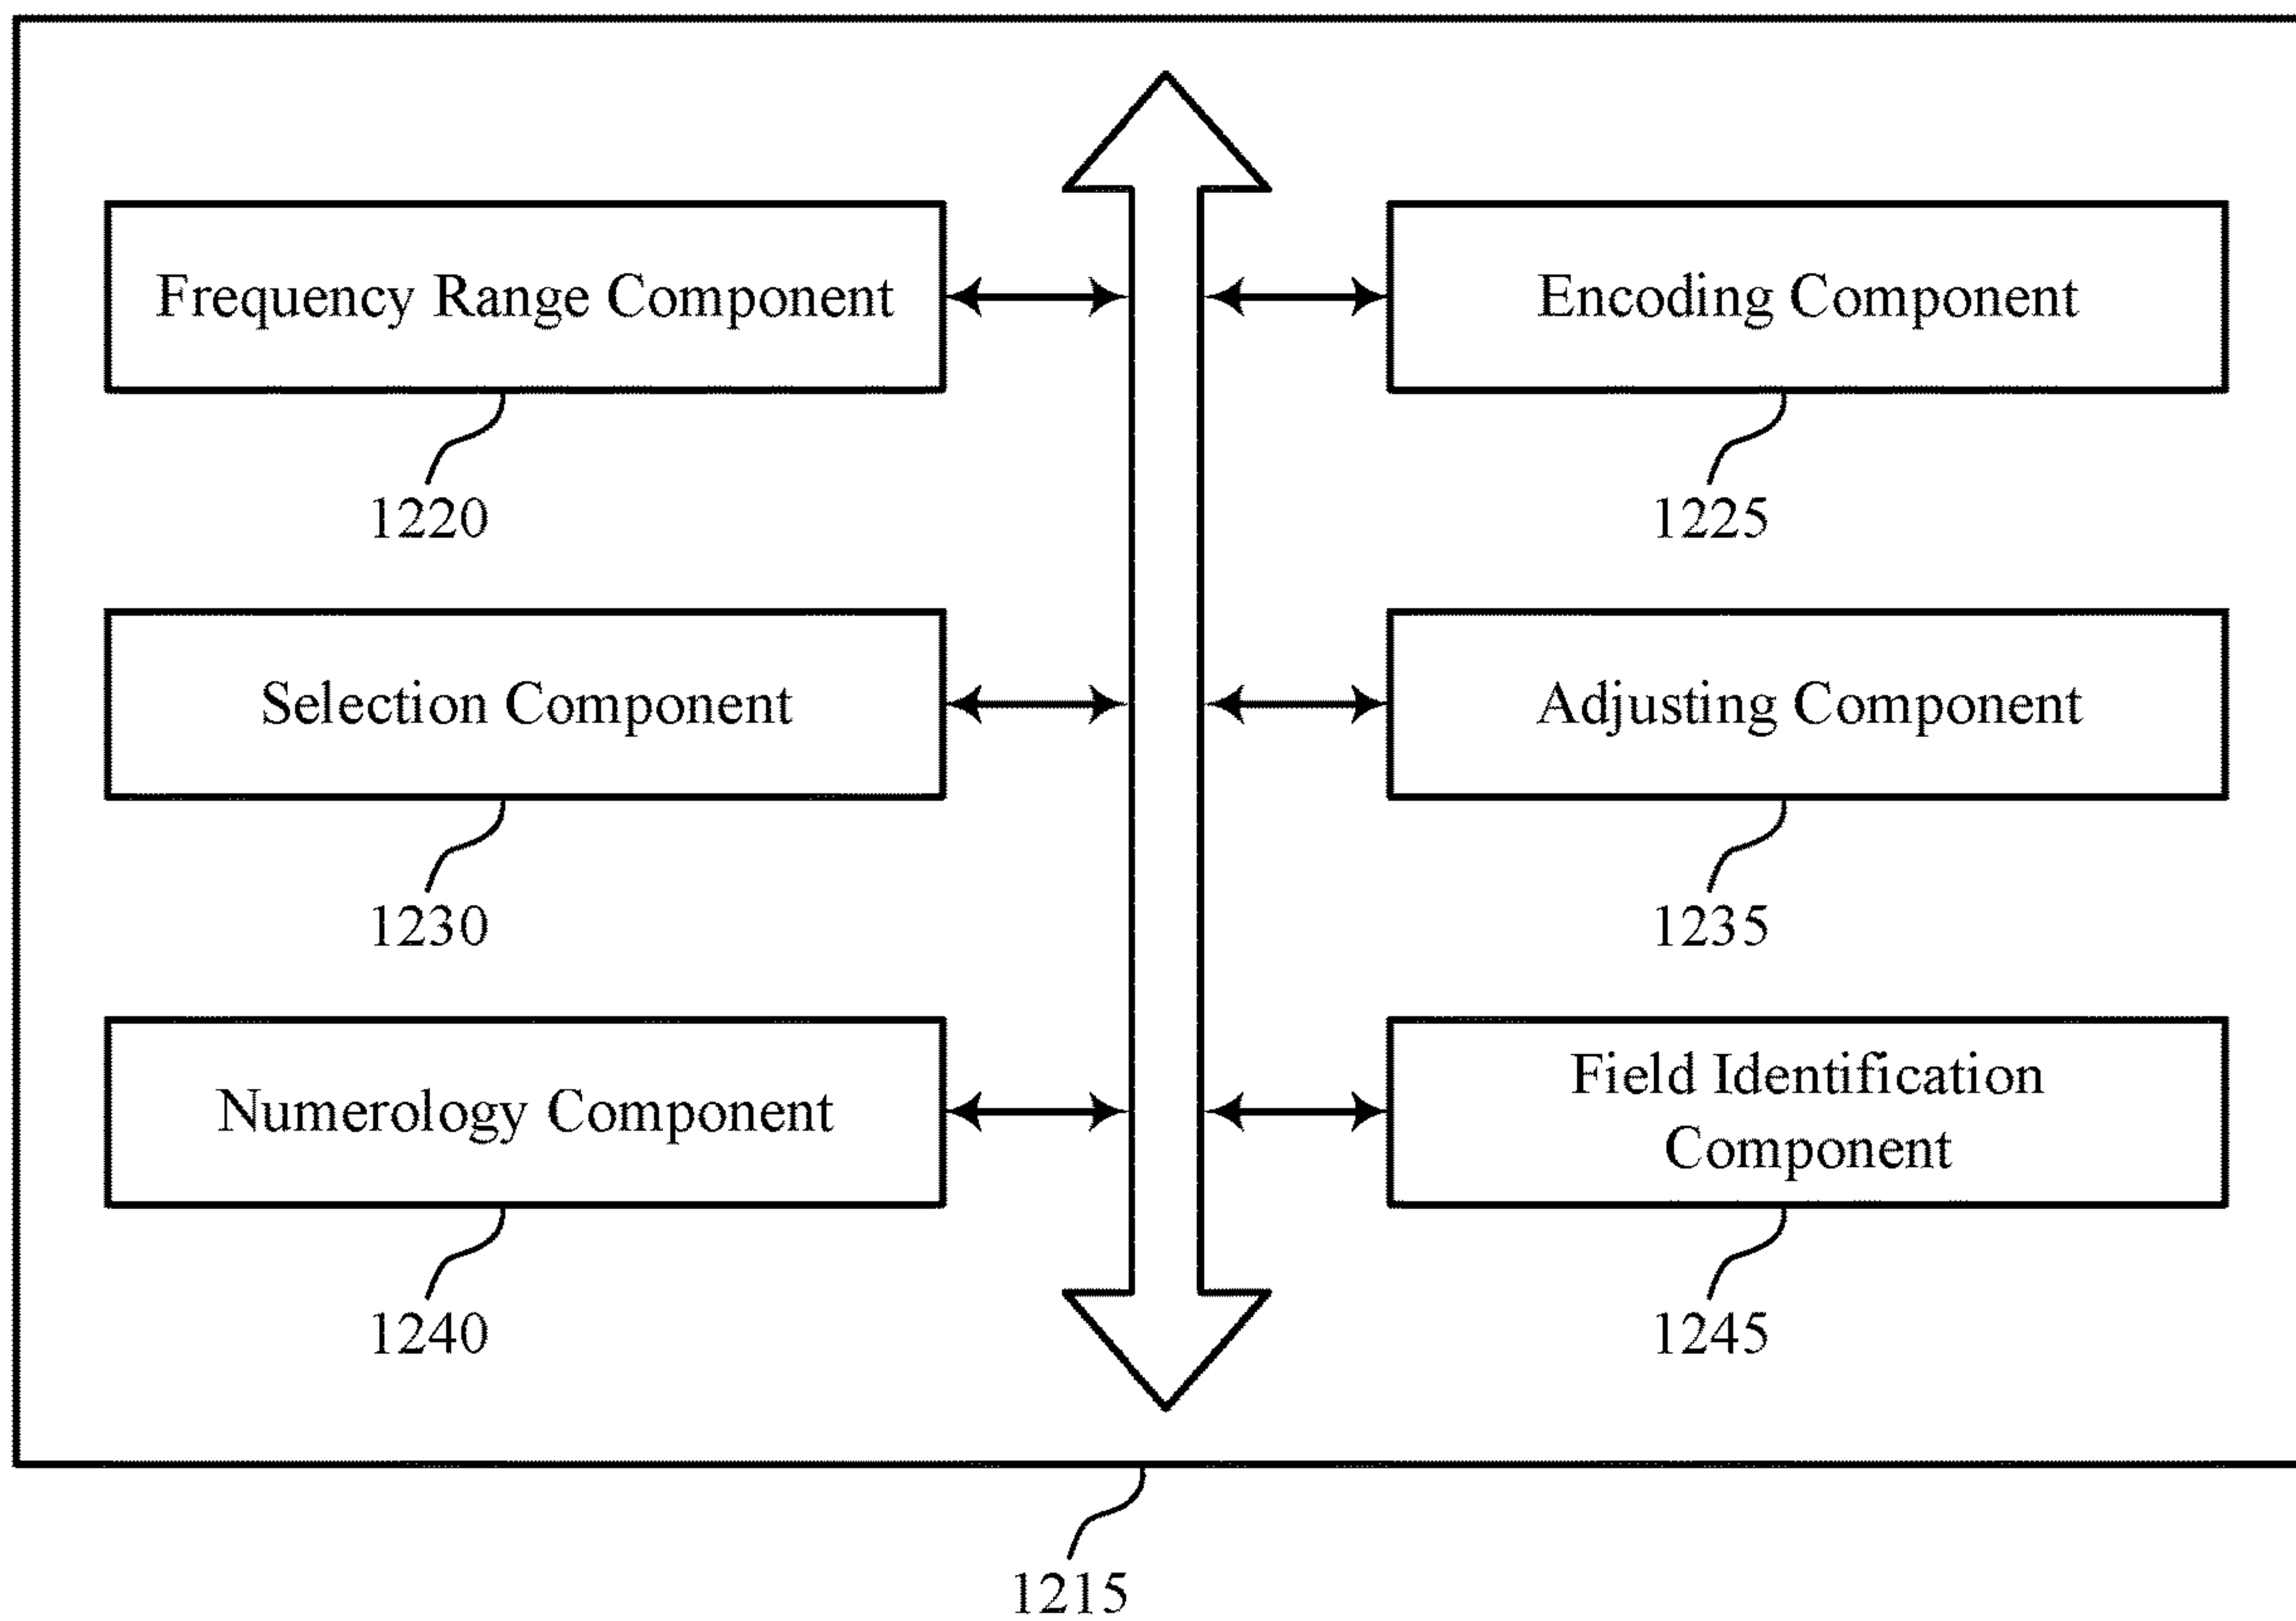 Frequency Range Component
Encoding Component
1220
1225
Selection Component
Adjusting Component
1230
1235
Numerology Component
Field Identification
Component
1240
1245
1215